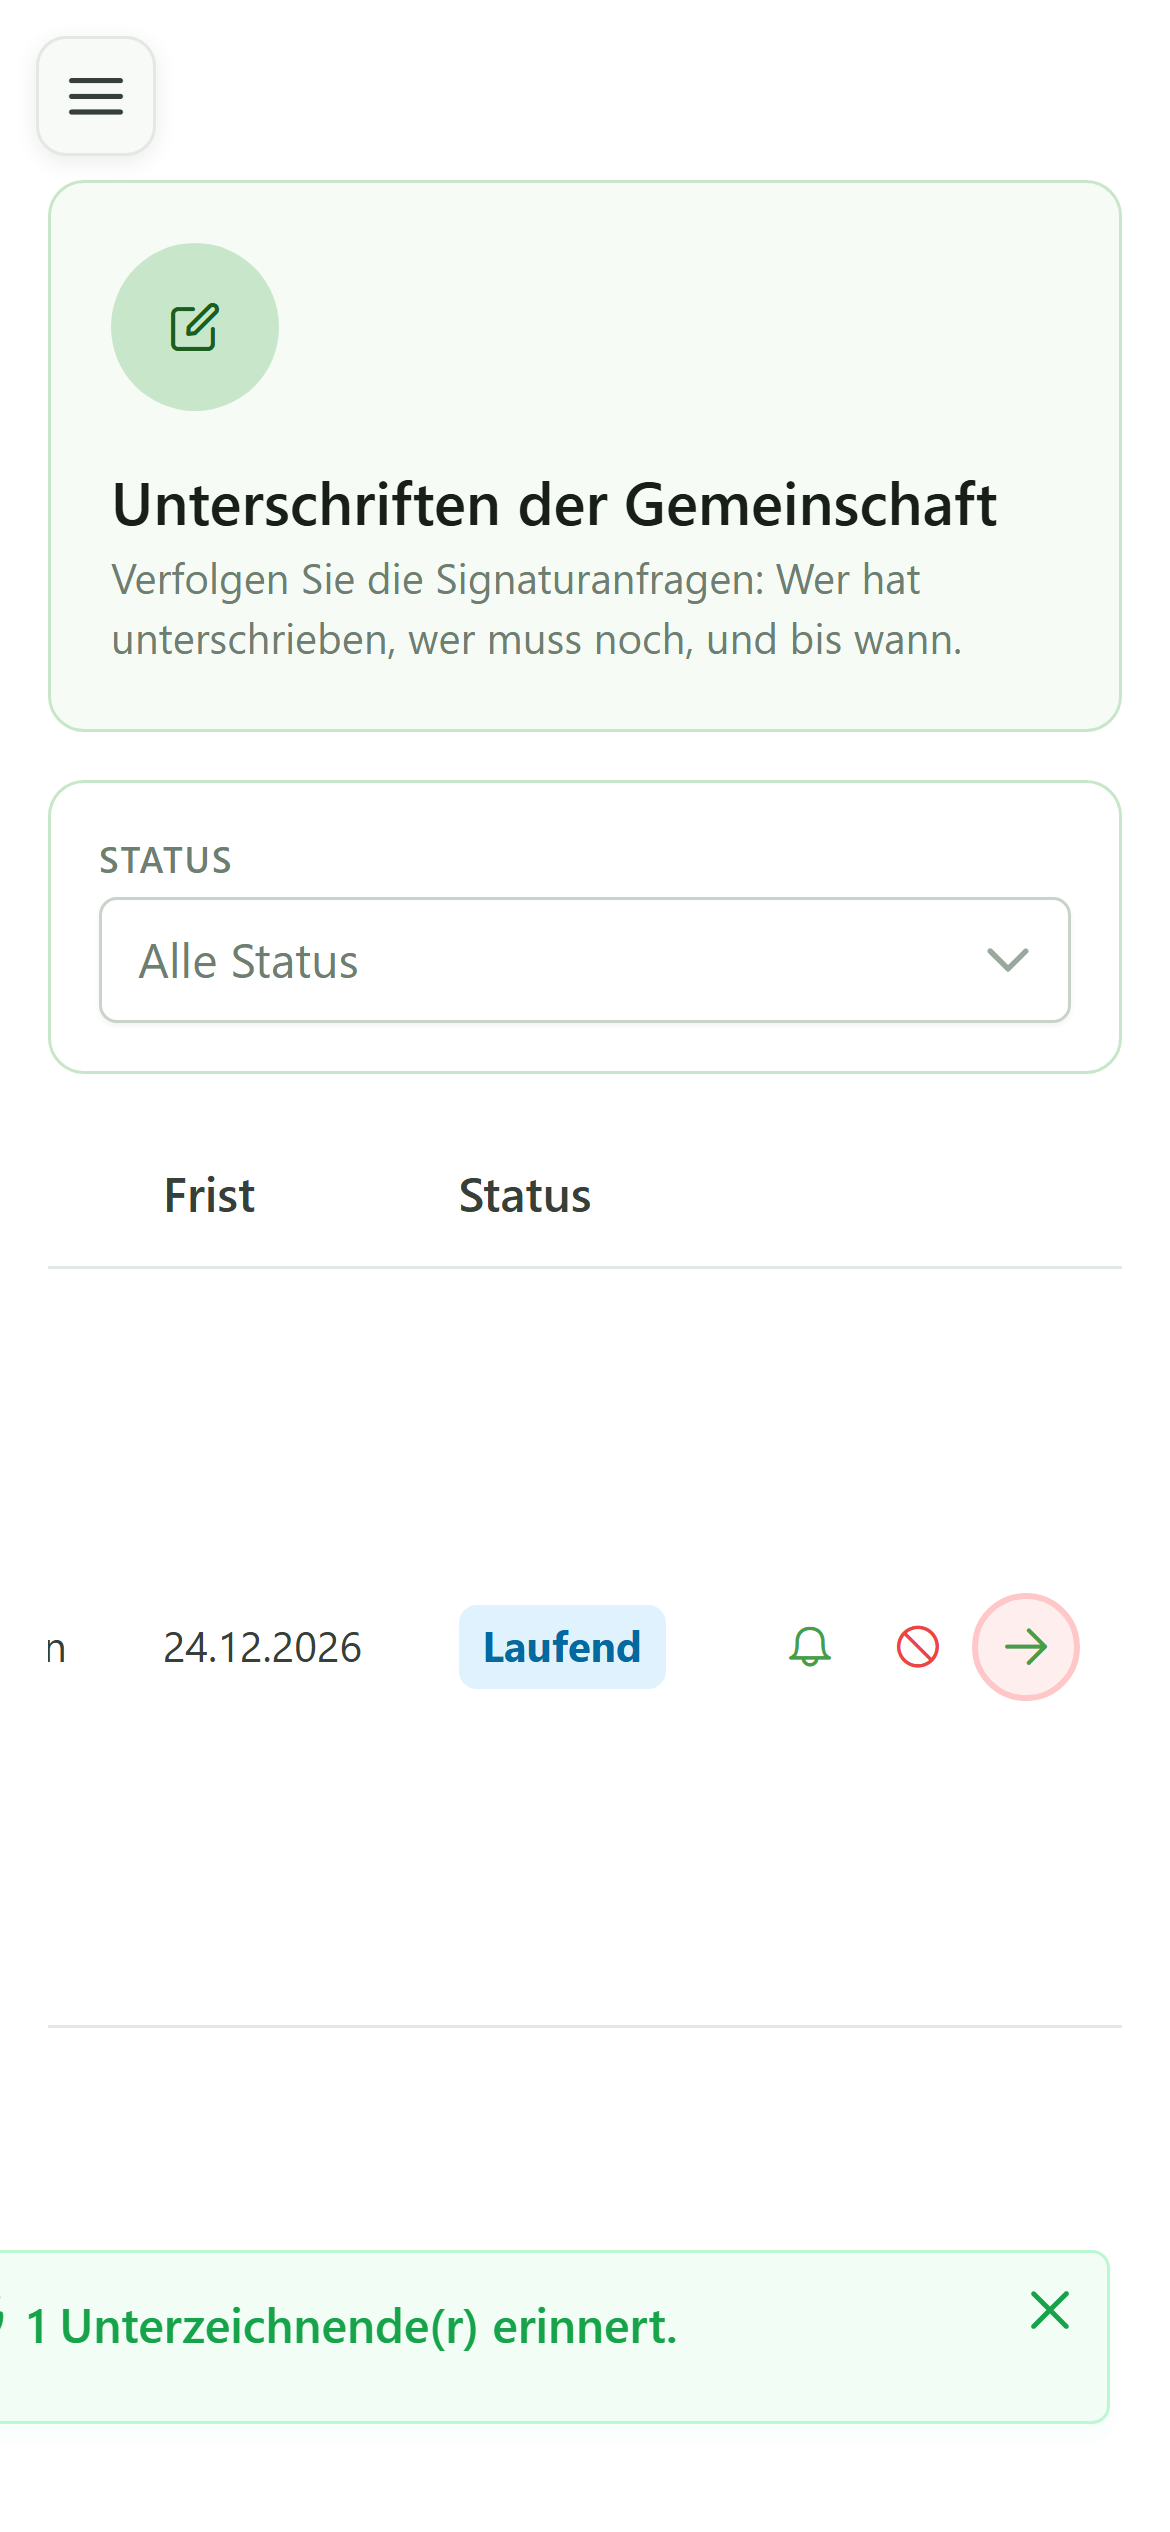 Unterschriften der Gemeinschaft
Verfolgen Sie die Signaturanfragen: Wer hat
unterschrieben, wer muss noch, und bis wann.
STATUS
Alle Status
Frist Status
n 24.12.2026 Laufend
1 Unterzeichnende(r) erinnert.